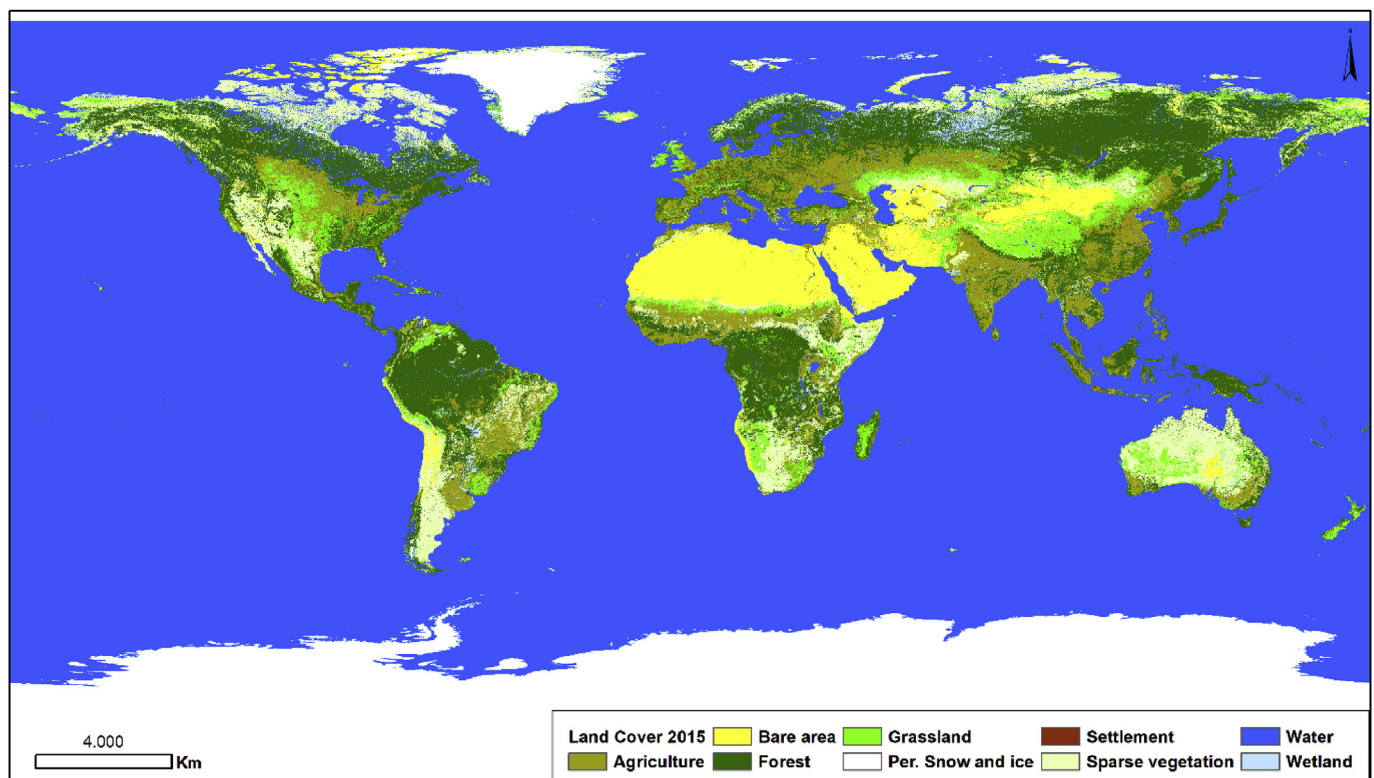 4.000
Km
Land Cover 2015 Bare area Grassland Settlement Water
Agriculture Forest Per. Snow and ice Sparse vegetation Wetland